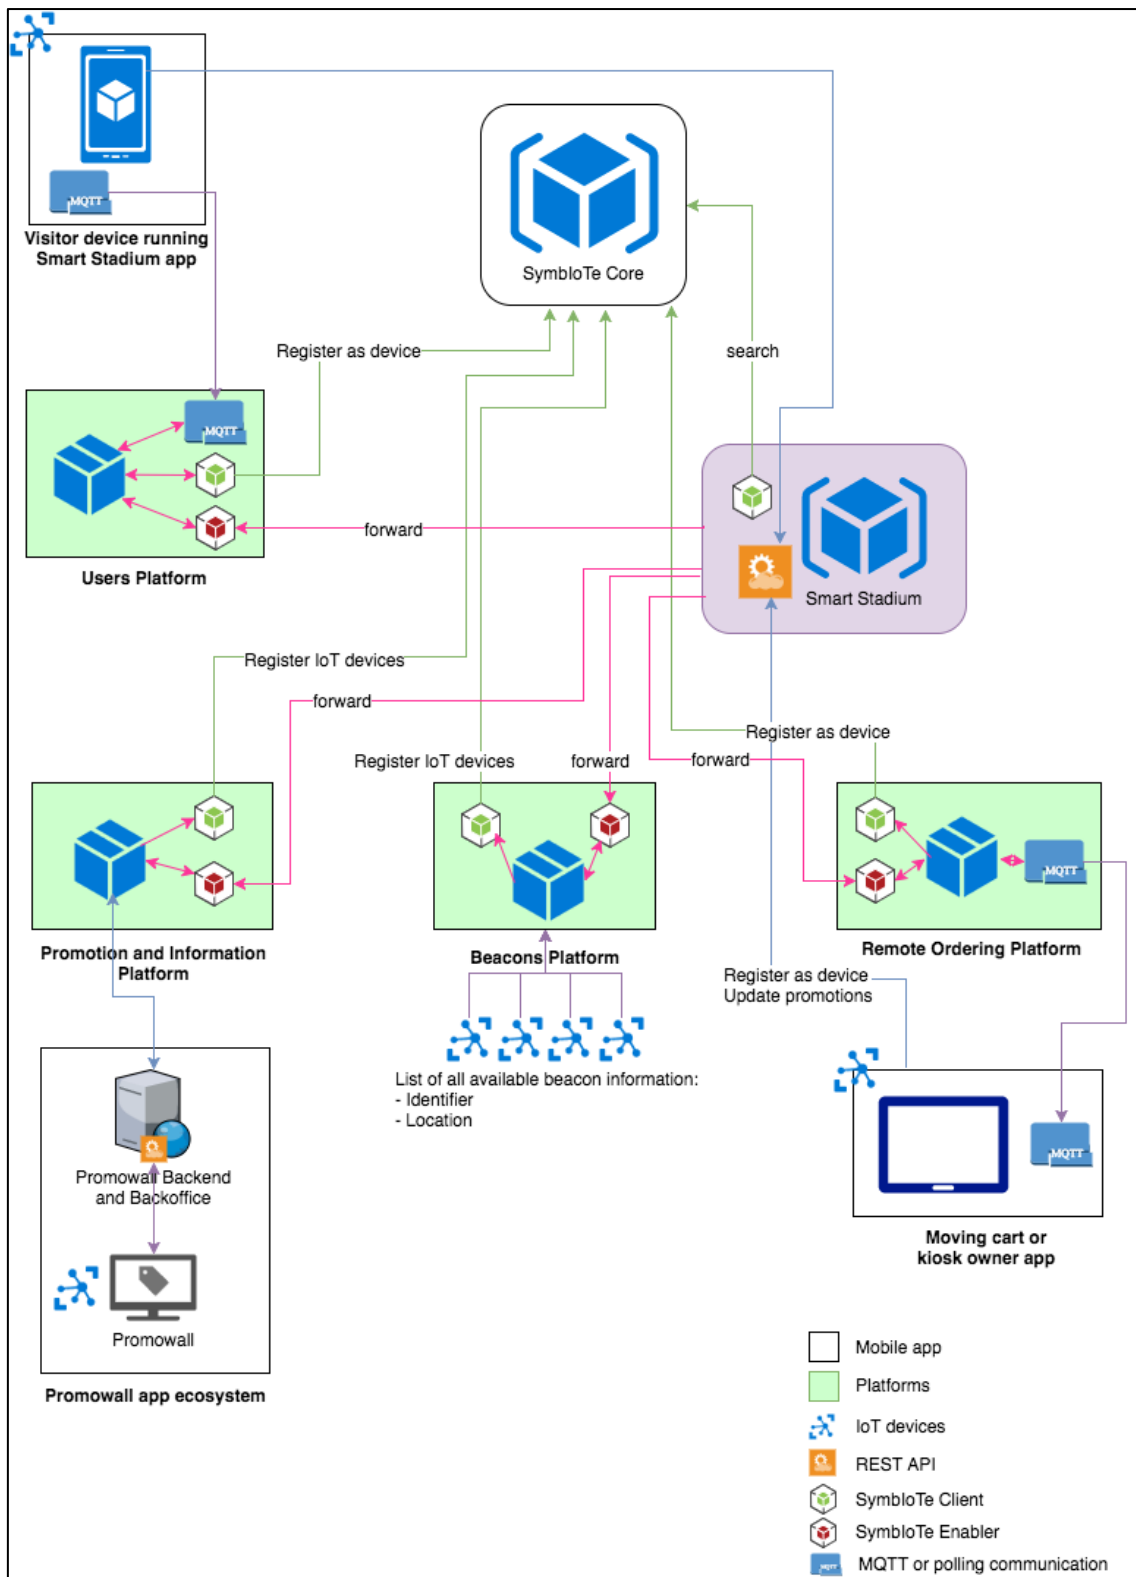 MQTT
Visitor device running
Smart Stadium app
SymbIoTe Core
Register as device
search
MQTT
forward
Users Platform
Smart Stadium
Register IoT devices
forward
Register as device
Register IoT devices
forward
forward
MQTT
Promotion and Information
Platform
Beacons Platform
Remote Ordering Platform
Register as device
Update promotions
List of all available beacon information:
- Identifier
- Location
MQTT
Promowall Backend
and Backoffice
Moving cart or
kiosk owner app
Promowall
Promowall app ecosystem
Mobile app
Platforms
IoT devices
REST API
SymbIoTe Client
SymbIoTe Enabler
MQTT
MQTT or polling communication